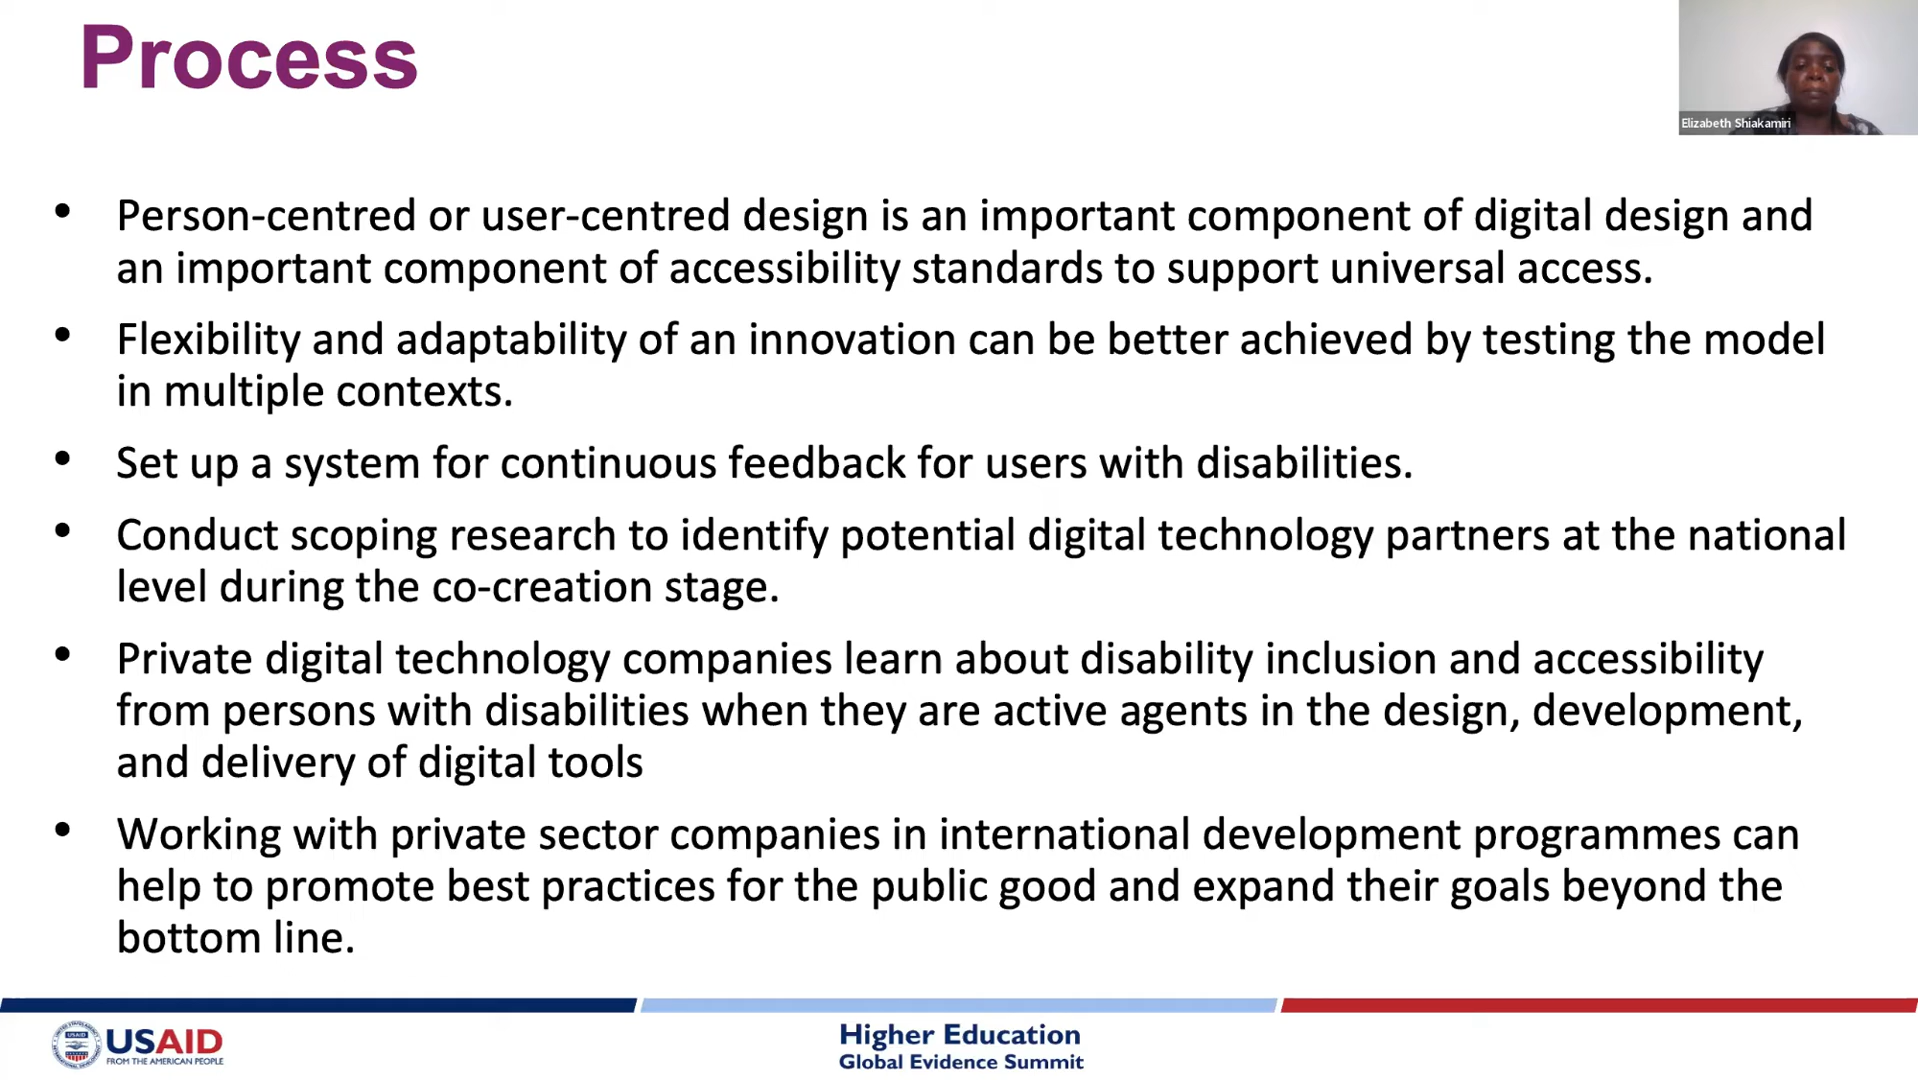 Process
Elizabeth Shiakamiri
• Person-centred or user-centred design is an important component of digital design and
an important component of accessibility standards to support universal access.
• Flexibility and adaptability of an innovation can be better achieved by testing the model
in multiple contexts.
• Set up a system for continuous feedback for users with disabilities.
• Conduct scoping research to identify potential digital technology partners at the national
level during the co-creation stage.
• Private digital technology companies learn about disability inclusion and accessibility
from persons with disabilities when they are active agents in the design, development,
and delivery of digital tools
• Working with private sector companies in international development programmes can
help to promote best practices for the public good and expand their goals beyond the
bottom line.
USAID
FROM THE AMERICAN PEOPLE
Higher Education
Global Evidence Summit